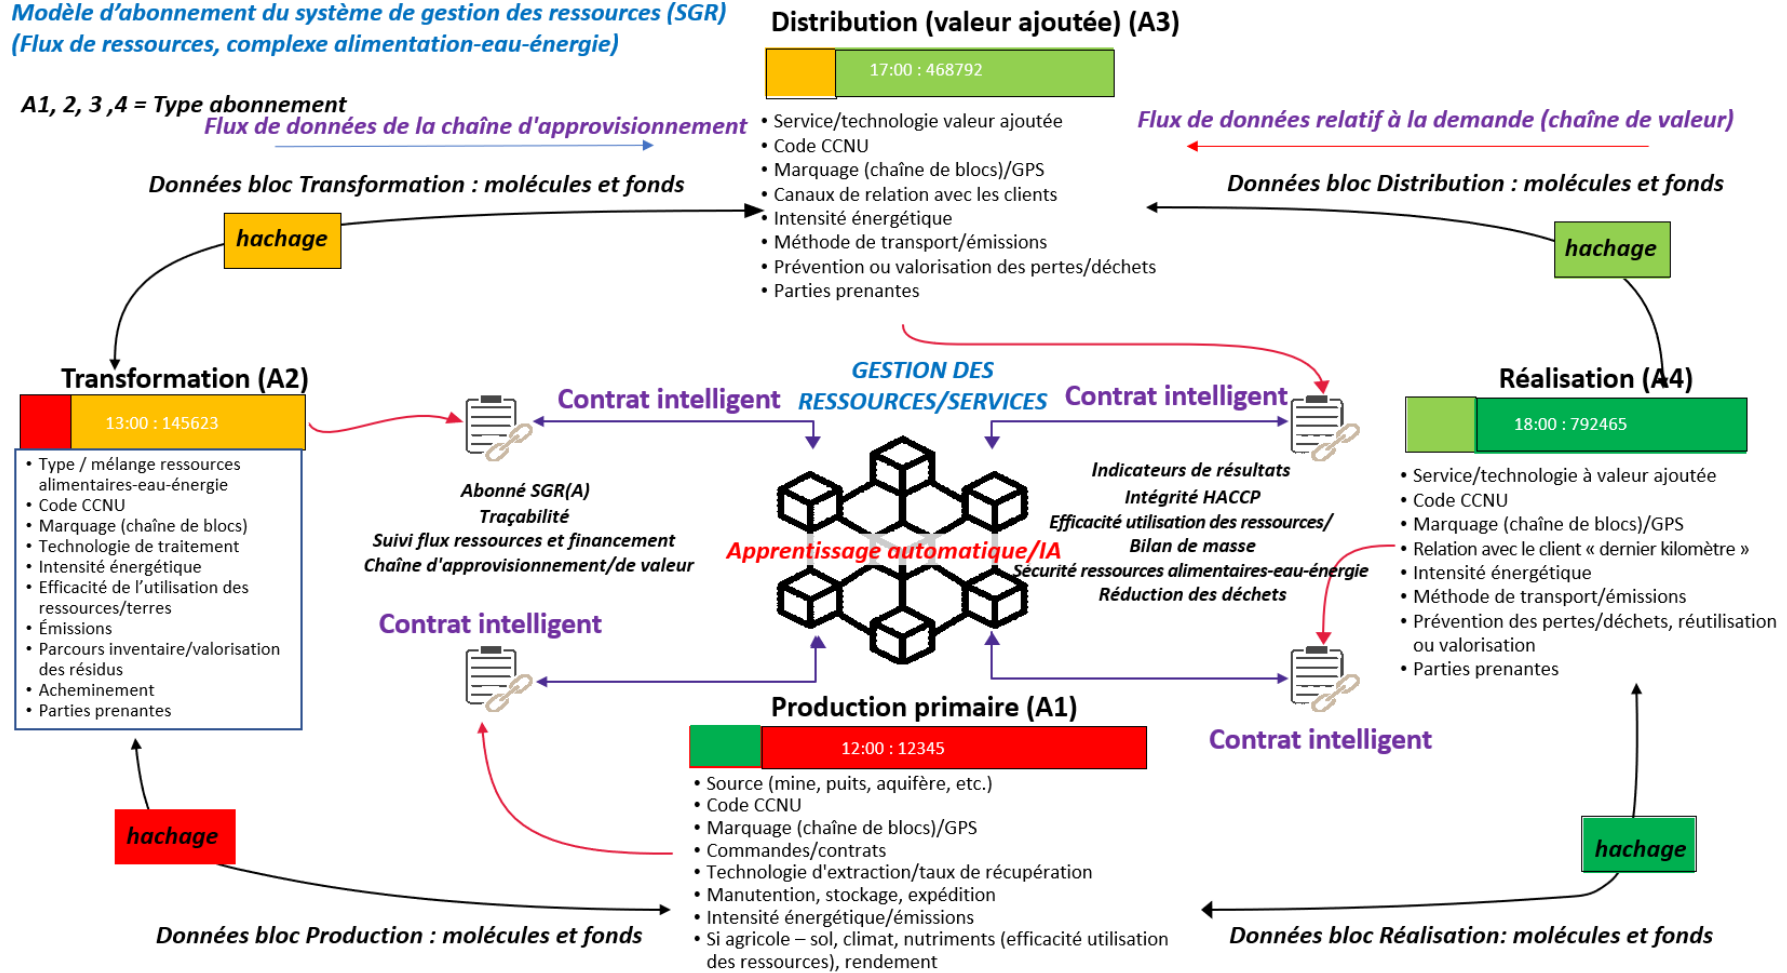 Modèle d’abonnement du système de gestion des ressources (SGR)
(Flux de ressources, complexe alimentation-eau-énergie)
A1, 2, 3 ,4 = Type abonnement
Flux de données de la chaîne d'approvisionnement
Données bloc Transformation : molécules et fonds
hachage
Distribution (valeur ajoutée) (A3)
17:00 : 468792
• Service/technologie valeur ajoutée
• Code CCNU
• Marquage (chaîne de blocs)/GPS
• Canaux de relation avec les clients
• Intensité énergétique
• Méthode de transport/émissions
• Prévention ou valorisation des pertes/déchets
• Parties prenantes
Flux de données relatif à la demande (chaîne de valeur)
Données bloc Distribution : molécules et fonds
hachage
Transformation (A2)
13:00 : 145623
• Type / mélange ressources
alimentaires-eau-énergie
• Code CCNU
• Marquage (chaîne de blocs)
• Technologie de traitement
• Intensité énergétique
• Efficacité de l’utilisation des
ressources/terres
• Émissions
• Parcours inventaire/valorisation
des résidus
• Acheminement
• Parties prenantes
Contrat intelligent
GESTION DES
RESSOURCES/SERVICES
Contrat intelligent
Abonné SGR(A)
Traçabilité
Suivi flux ressources et financement
Chaîne d'approvisionnement/de valeur
Apprentissage automatique/IA
Indicateurs de résultats
Intégrité HACCP
Efficacité utilisation des ressources/
Bilan de masse
Sécurité ressources alimentaires-eau-énergie
Réduction des déchets
Contrat intelligent
Contrat intelligent
Réalisation (A4)
18:00 : 792465
• Service/technologie à valeur ajoutée
• Code CCNU
• Marquage (chaîne de blocs)/GPS
• Relation avec le client « dernier kilomètre »
• Intensité énergétique
• Méthode de transport/émissions
• Prévention des pertes/déchets, réutilisation
ou valorisation
• Parties prenantes
Production primaire (A1)
12:00 : 12345
• Source (mine, puits, aquifère, etc.)
• Code CCNU
• Marquage (chaîne de blocs)/GPS
• Commandes/contrats
• Technologie d'extraction/taux de récupération
• Manutention, stockage, expédition
• Intensité énergétique/émissions
• Si agricole – sol, climat, nutriments (efficacité utilisation
des ressources), rendement
hachage
Données bloc Production : molécules et fonds
hachage
Données bloc Réalisation: molécules et fonds